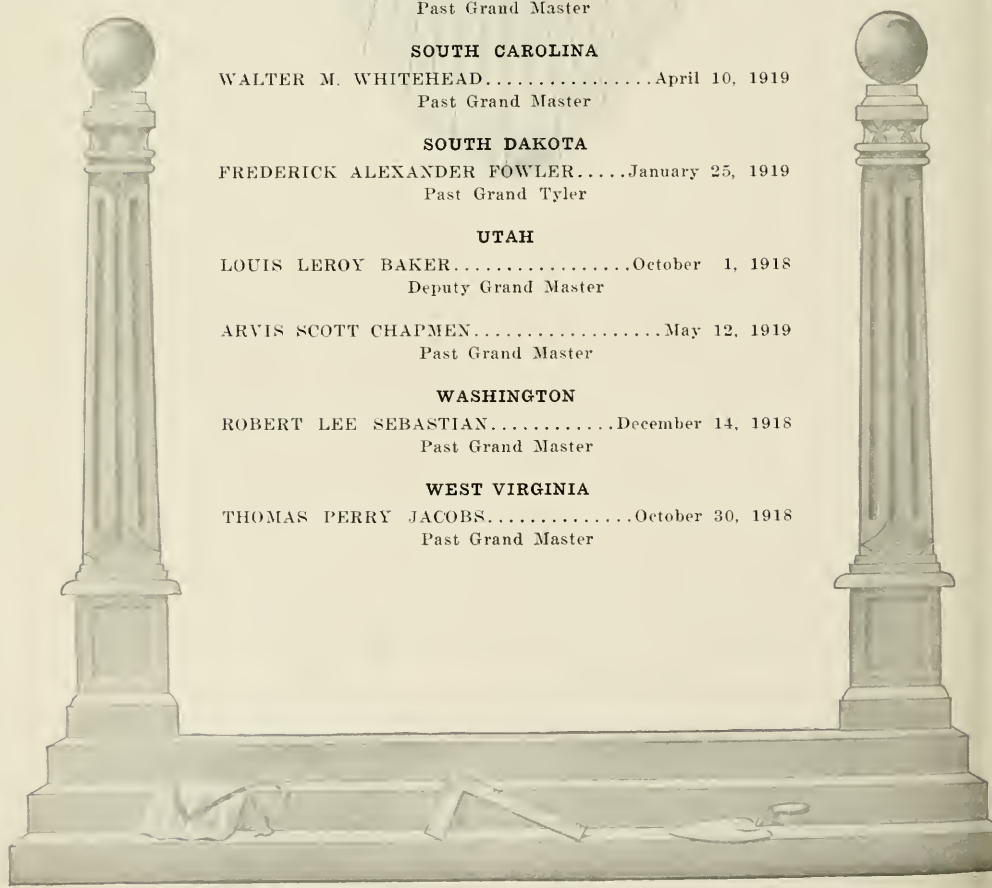 Past Grand Master
SOUTH CAROLINA
WALTER M. WHITEHEAD................April 10, 1919
Past Grand Master
SOUTH DAKOTA
FREDERICK ALEXANDER FOWLER.....January 25, 1919
Past Grand Tyler
UTAH
LOUIS LEROY BAKER.................October 1, 1918
Deputy Grand Master
ARVIS SCOTT CHAPMEN..................May 12, 1919
Past Grand Master
WASHINGTON
ROBERT LEE SEBASTIAN............December 14, 1918
Past Grand Master
WEST VIRGINIA
THOMAS PERRY JACOBS..............October 30, 1918
Past Grand Master